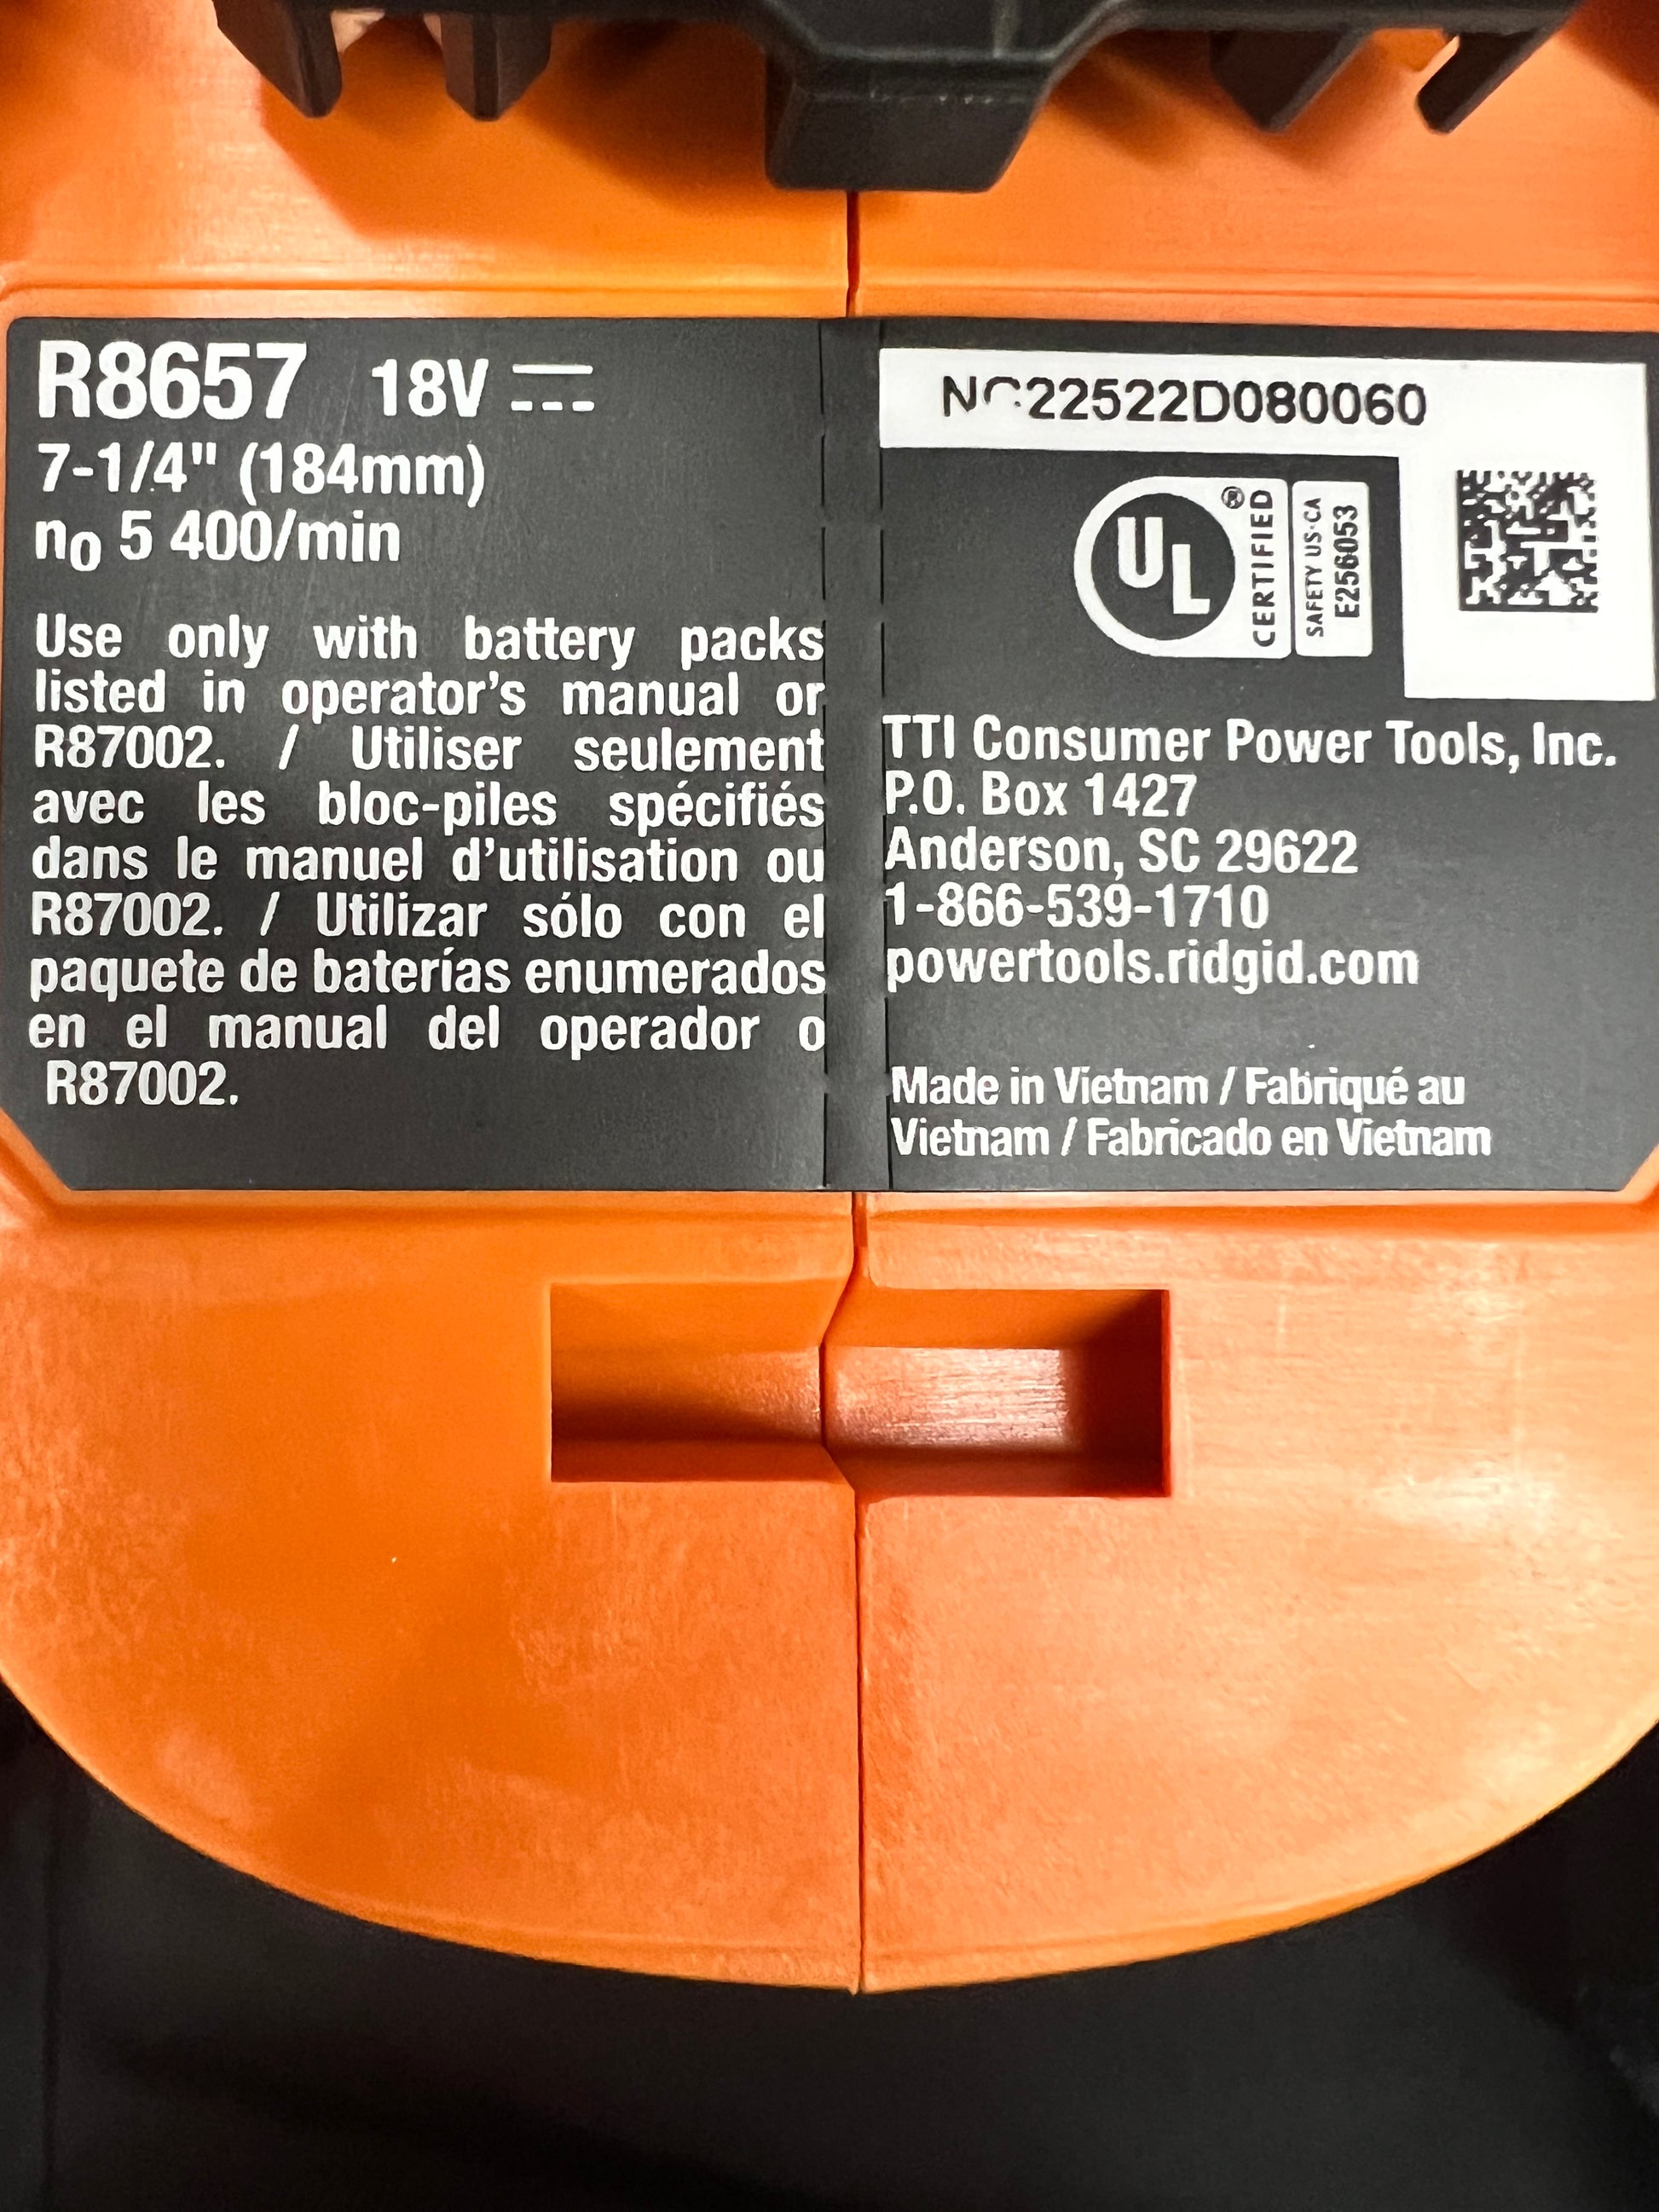 R8657 18V
7-1/4" (184mm)
n₀ 5 400/min
Use only with battery packs
listed in operator's manual or
R87002. / Utiliser seulement
avec les bloc-piles spécifiés
dans le manuel d'utilisation ou
R87002. / Utilizar sólo con el
paquete de baterías enumerados
en el manual del operador o
R87002.
UL ®
CERTIFIED
SAFETY US·CA
E256053
TTI Consumer Power Tools, Inc.
P.O. Box 1427
Anderson, SC 29622
1-866-539-1710
powertools.ridgid.com
Made in Vietnam / Fabriqué au
Vietnam / Fabricado en Vietnam